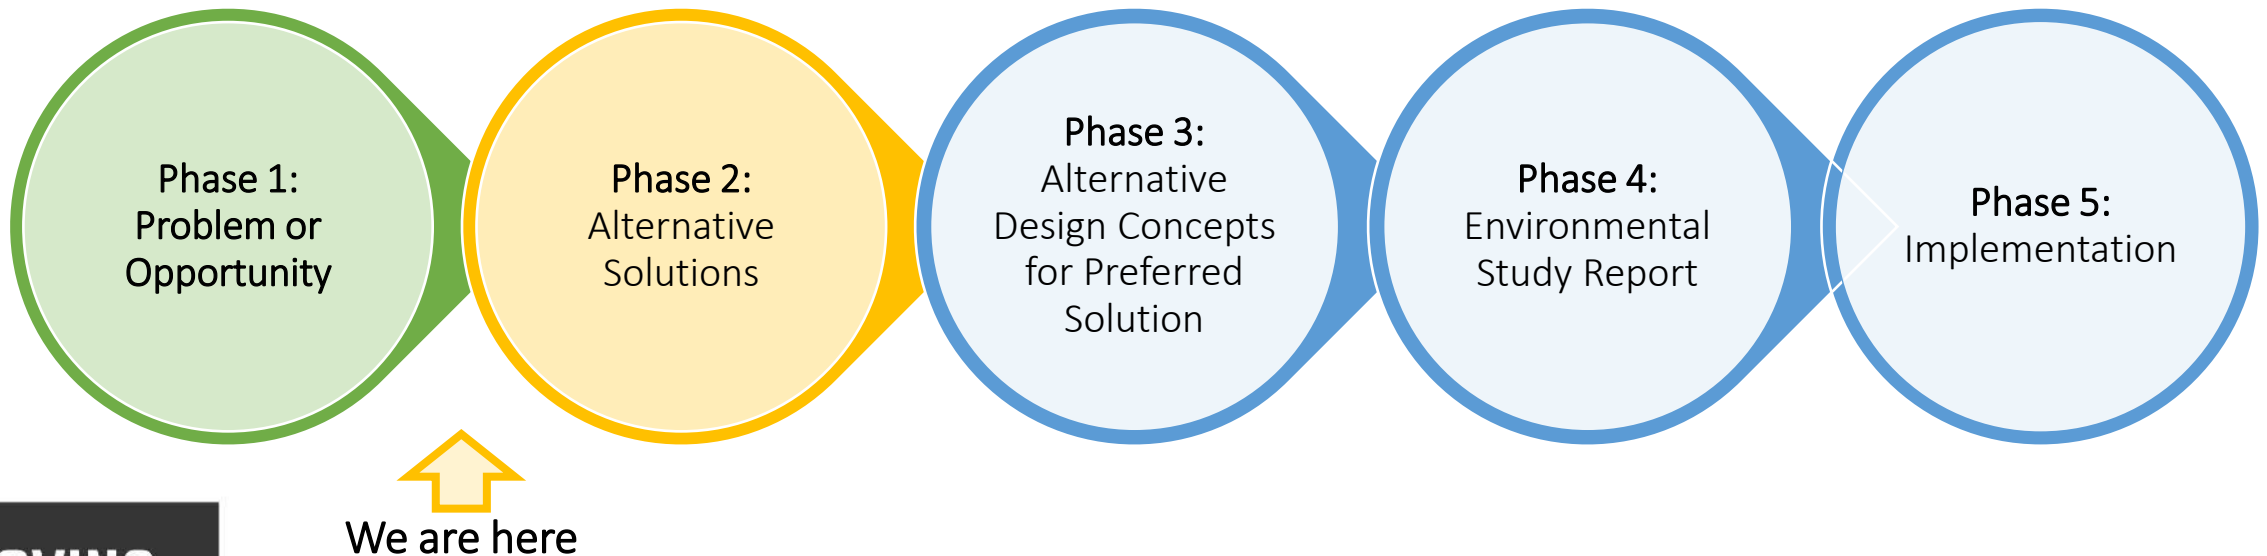 Phase 1:
Problem or
Opportunity
Phase 2:
Alternative
Solutions
Phase 3:
Alternative
Design Concepts
for Preferred
Solution
Phase 4:
Environmental
Study Report
Phase 5:
Implementation
We are here